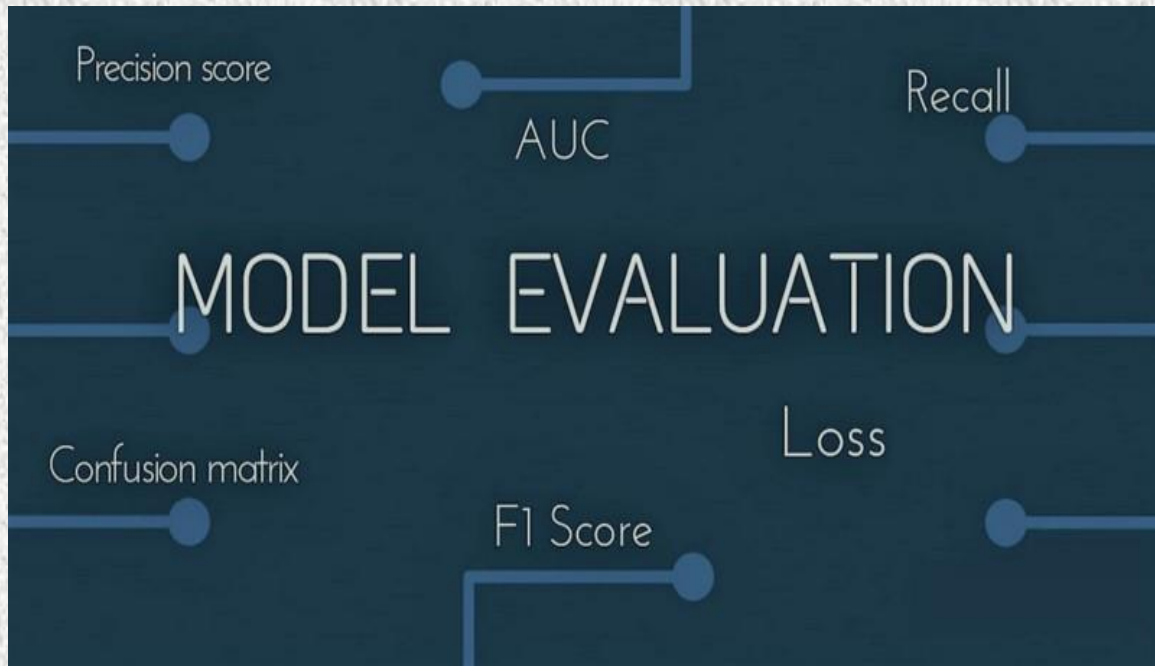 Precision score
AUC
Recall
MODEL EVALUATION
Loss
Confusion matrix
F1 Score